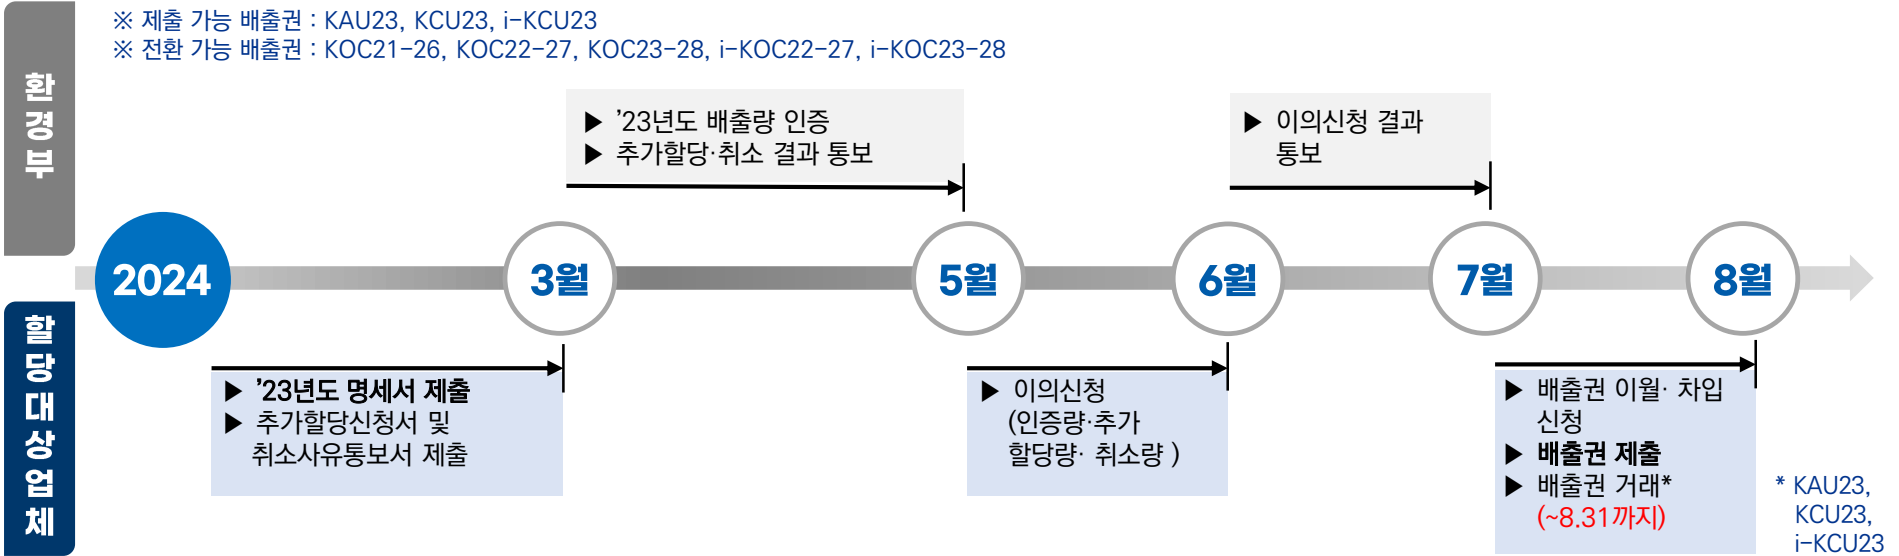 ※ 제출 가능 배출권 : KAU23, KCU23, i-KCU23
※ 전환 가능 배출권 : KOC21-26, KOC22-27, KOC23-28, i-KOC22-27, i-KOC23-28
환경부
▶ ’23년도 배출량 인증
▶ 추가할당·취소 결과 통보
▶ 이의신청 결과
통보
2024
3월
5월
6월
7월
8월
할당대상업체
▶ ’23년도 명세서 제출
▶ 추가할당신청서 및
취소사유통보서 제출
▶ 이의신청
(인증량·추가
할당량· 취소량 )
▶ 배출권 이월· 차입
신청
▶ 배출권 제출
▶ 배출권 거래*
(~8.31까지)
* KAU23,
KCU23,
i-KCU23